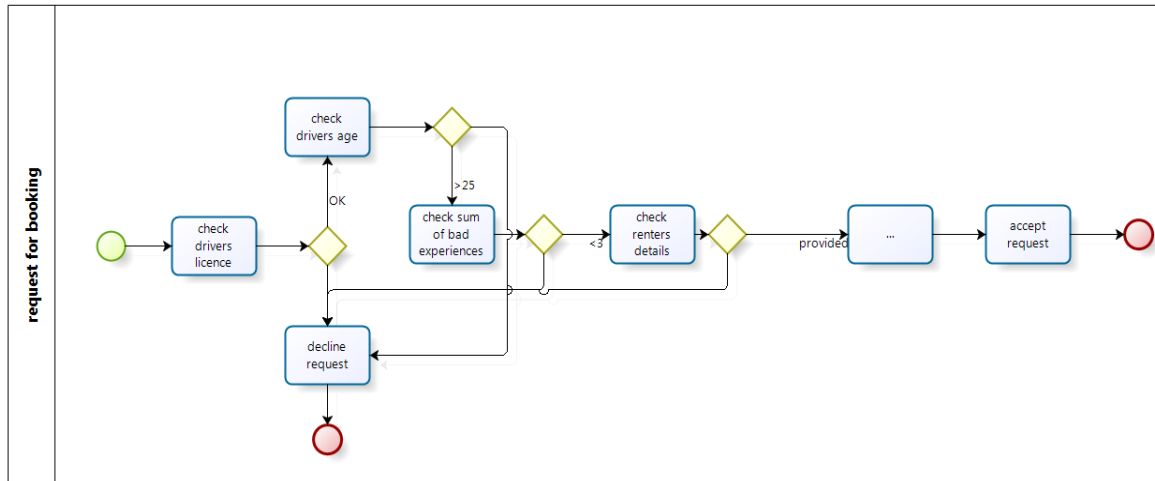 request for booking
check
drivers
licence
OK
check
drivers age
>25
check sum
of bad
experiences
<3
check
renters
details
provided
...
accept
request
decline
request